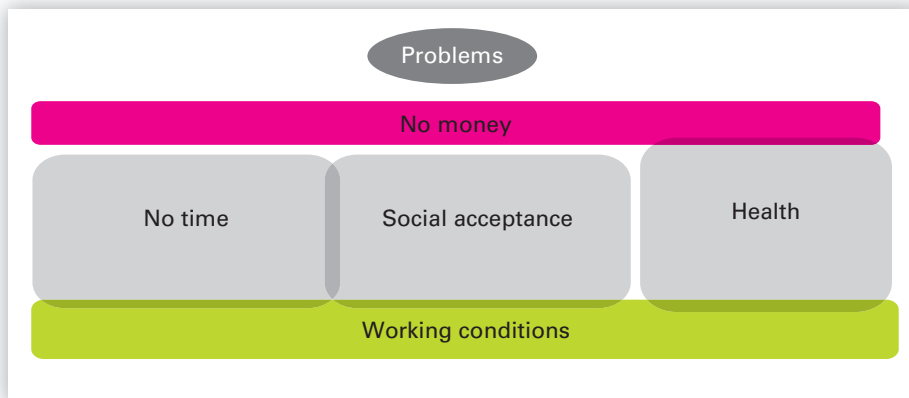 Problems
No money
No time
Social acceptance
Health
Working conditions